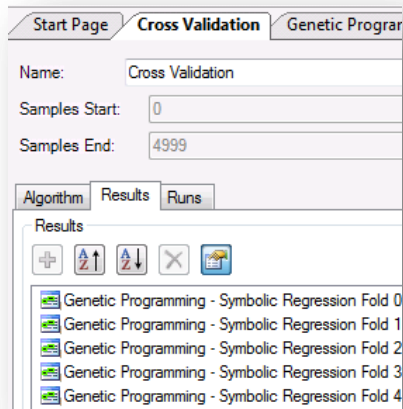 Start Page Cross Validation Genetic Prograr
Name: Cross Validation
Samples Start: 0
Samples End: 4999
Algorithm Results Runs
Results
Genetic Programming - Symbolic Regression Fold 0
Genetic Programming - Symbolic Regression Fold 1
Genetic Programming - Symbolic Regression Fold 2
Genetic Programming - Symbolic Regression Fold 3
Genetic Programming - Symbolic Regression Fold 4